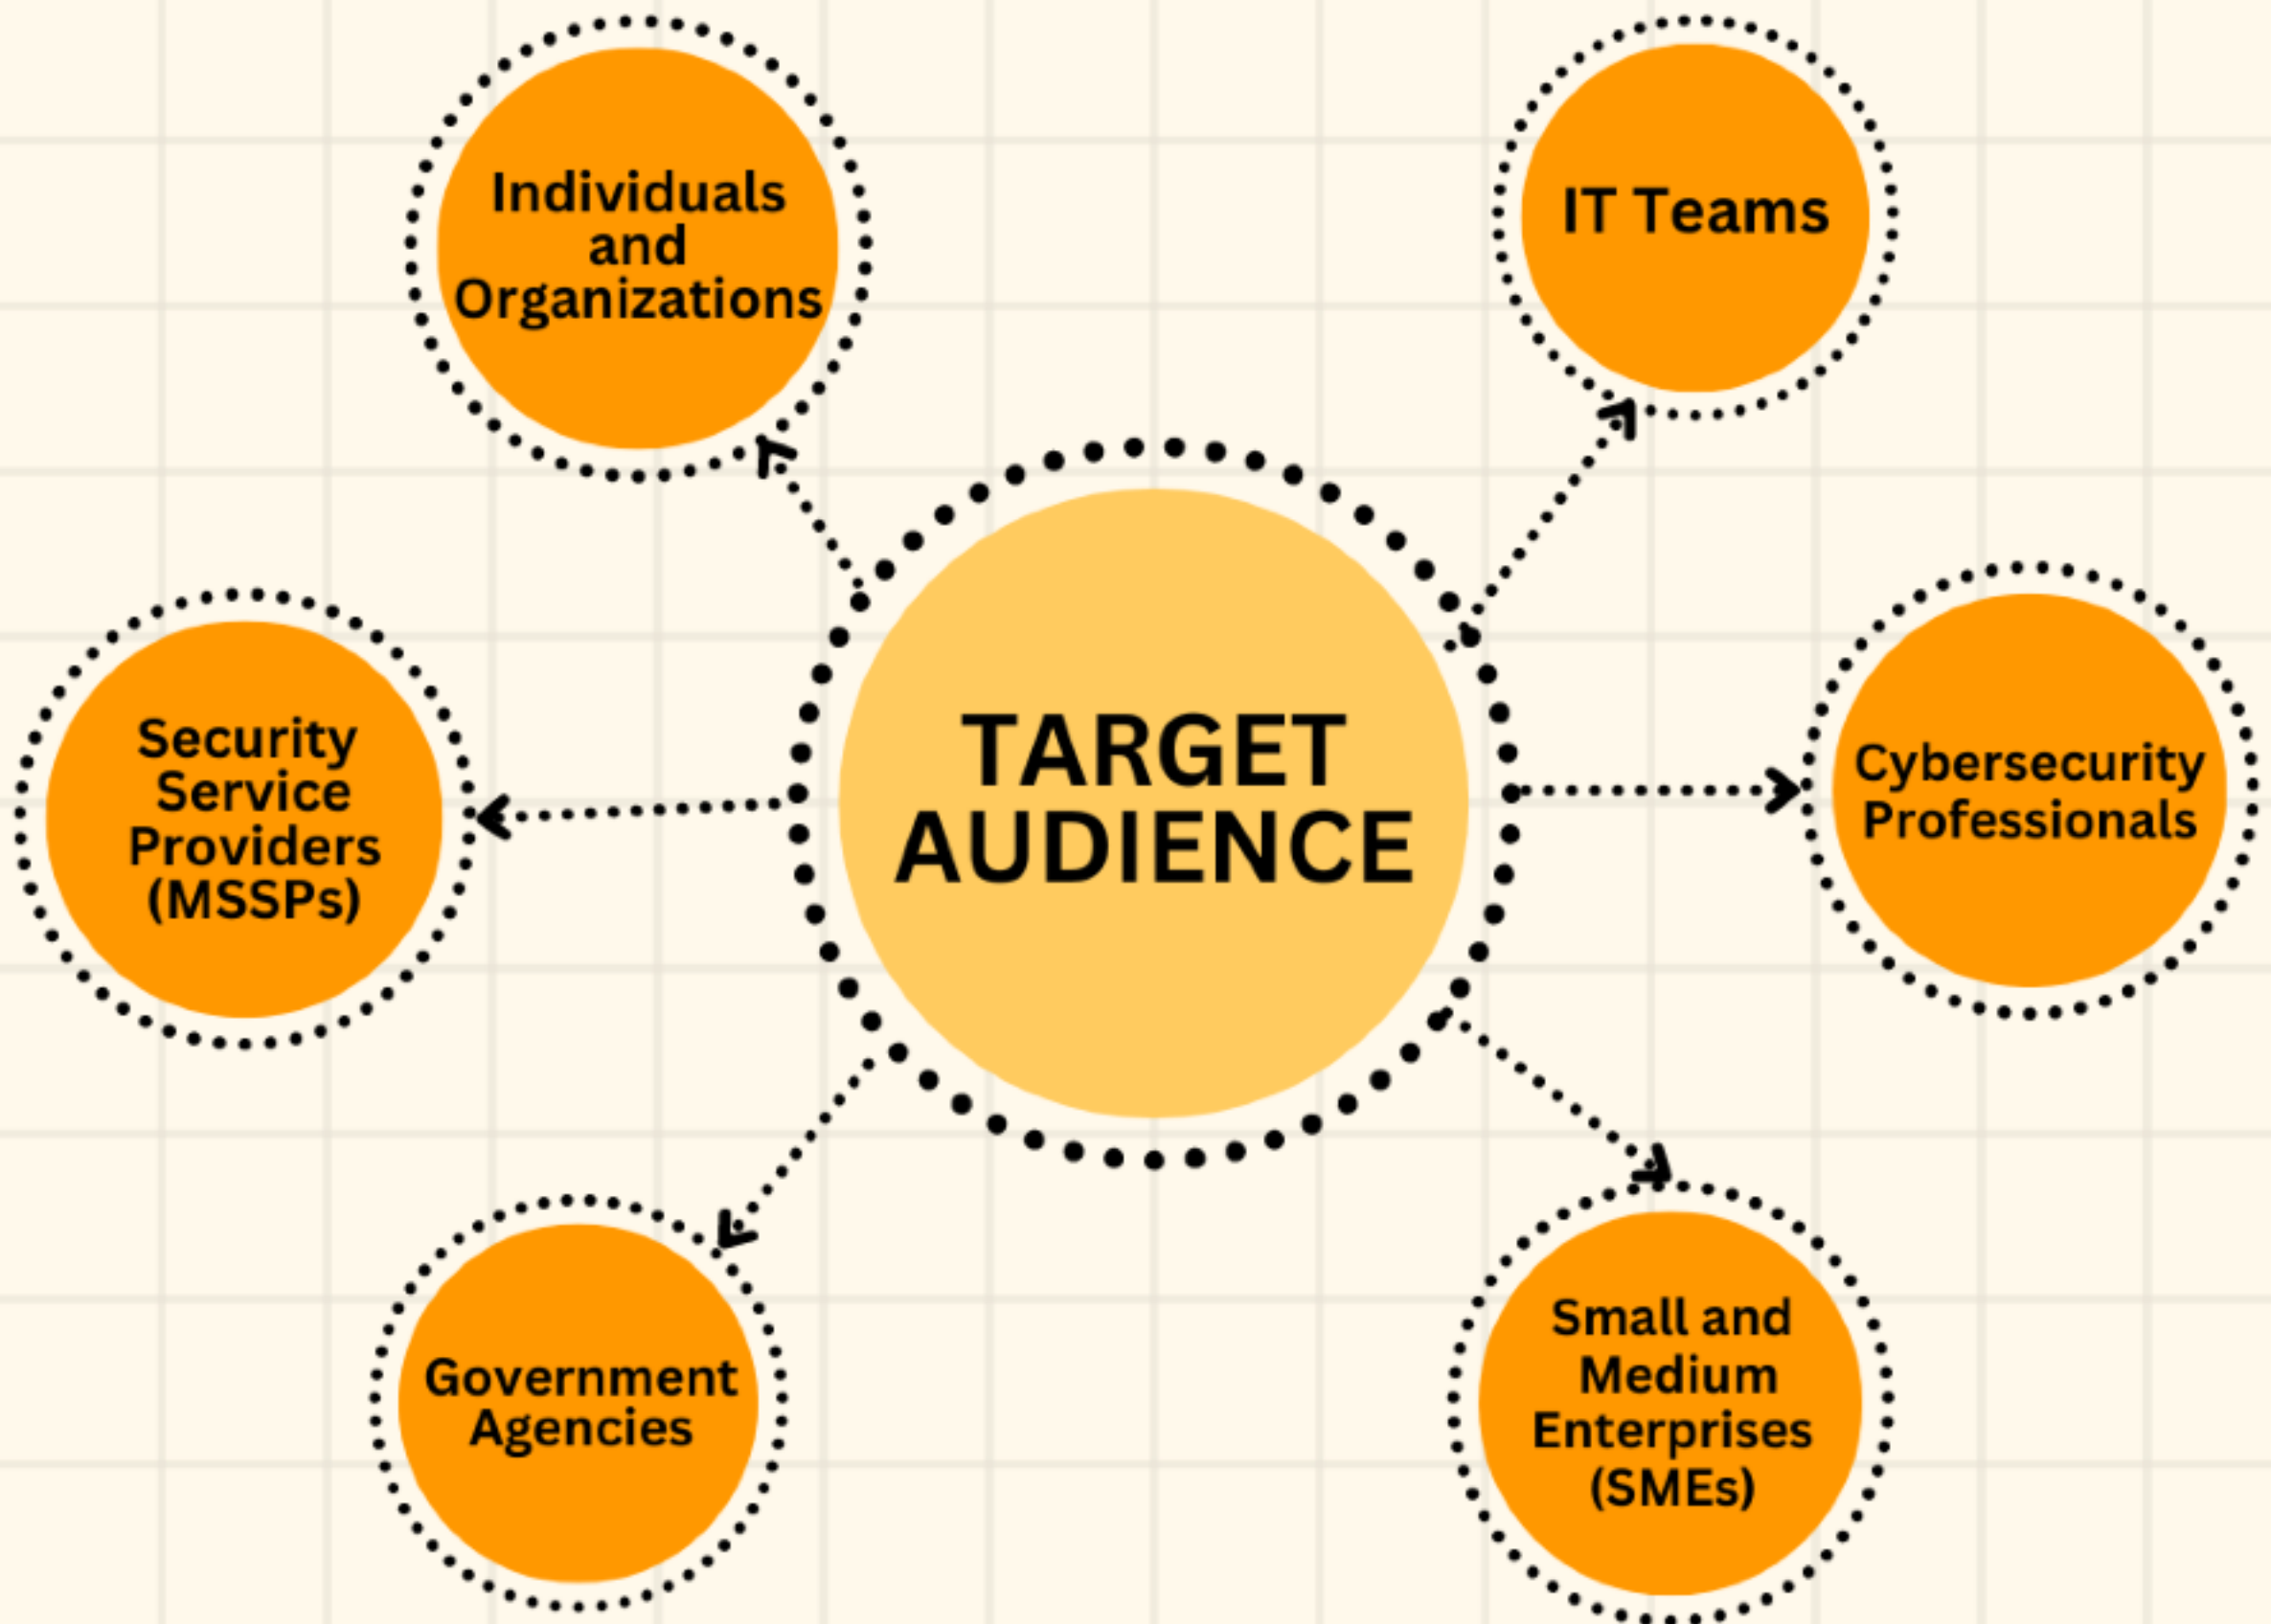 Individuals
and
Organizations
IT Teams
Security
Service
Providers
(MSSPs)
TARGET
AUDIENCE
Cybersecurity
Professionals
Government
Agencies
Small and
Medium
Enterprises
(SMEs)